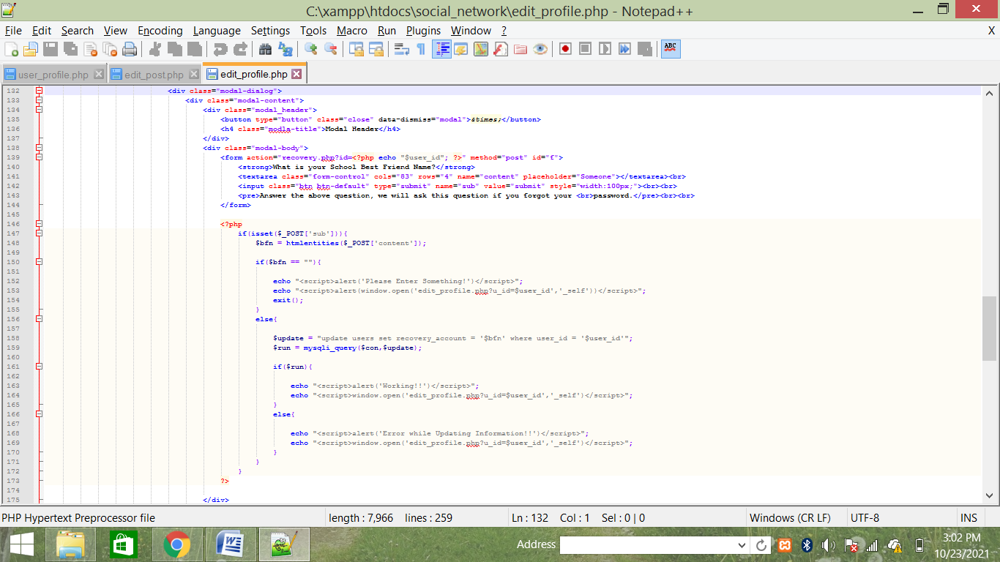 C:\xampp\htdocs\social_network\edit_profile.php - Notepad++
File Edit Search View Encoding Language Settings Tools Macro Run Plugins Window ? X
ABC
user_profile.php edit_post.php edit_profile.php
132 <div class="modal-dialog">
133 <div class="modal-content">
134 <div class="modal_header">
135 <button type="button" class="close" data-dismiss="modal">&times;</button>
136 <h4 class="modla-title">Modal Header</h4>
137 </div>
138 <div class="modal-body">
139 <form action="recovery.php?id=<?php echo "$user_id"; ?>" method="post" id="f">
140 <strong>What is your School Best Friend Name?</strong>
141 <textarea class="form-control" cols="83" rows="4" name="content" placeholder="Someone"></textarea><br>
142 <input class="btn btn-default" type="submit" name="sub" value="submit" style="width:100px;"><br><br>
143 <pre>Answer the above question, we will ask this question if you forgot your <br>password.</pre><br><br>
144 </form>
145
146 <?php
147 if(isset($_POST['sub'])){
148 $bfn = htmlentities($_POST['content']);
149
150 if($bfn == ""){
151
152 echo "<script>alert('Please Enter Something!')</script>";
153 echo "<script>alert(window.open('edit_profile.php?u_id=$user_id','_self'))</script>";
154 exit();
155 }
156 else{
157
158 $update = "update users set recovery_account = '$bfn' where user_id = '$user_id'";
159 $run = mysqli_query($con,$update);
160
161 if($run){
162
163 echo "<script>alert('Working!!')</script>";
164 echo "<script>window.open('edit_profile.php?u_id=$user_id','_self')</script>";
165 }
166 else{
167
168 echo "<script>alert('Error while Updating Information!!')</script>";
169 echo "<script>window.open('edit_profile.php?u_id=$user_id','_self')</script>";
170 }
171 }
172 }
173 ?>
174
175 </div>
PHP Hypertext Preprocessor file length : 7,966 lines : 259 Ln : 132 Col : 1 Sel : 0 | 0 Windows (CR LF) UTF-8 INS
Address
3:02 PM
10/23/2021